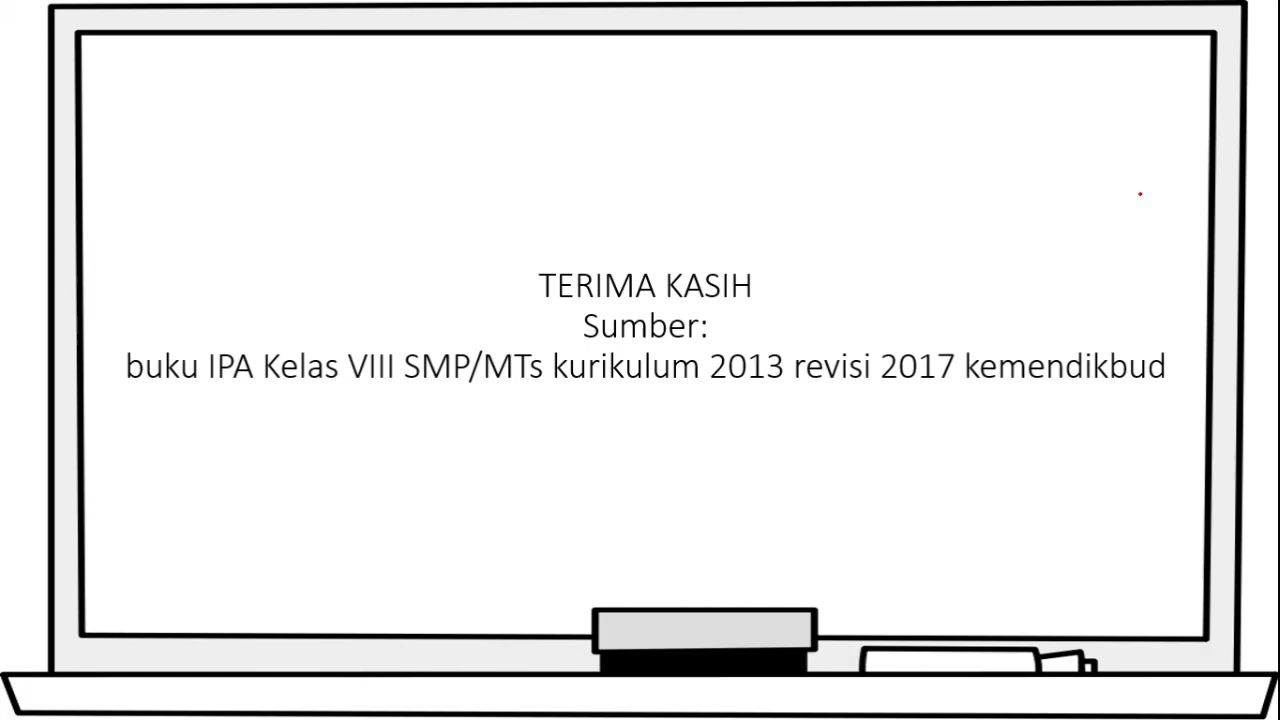 TERIMA KASIH
Sumber:
buku IPA Kelas VIII SMP/MTs kurikulum 2013 revisi 2017 kemendikbud